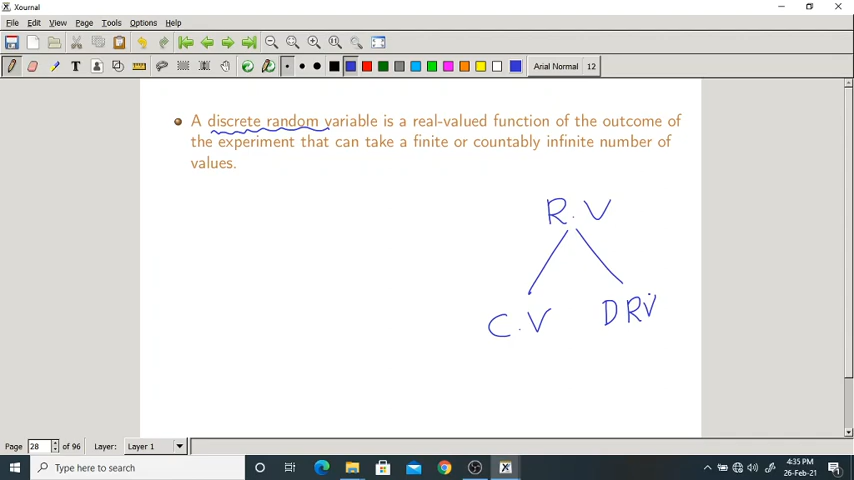 Xournal
File Edit View Page Tools Options Help
Arial Normal 12
A discrete random variable is a real-valued function of the outcome of
the experiment that can take a finite or countably infinite number of
values.
R.V
C.V DRV
Page 28 of 96 Layer: Layer 1
Type here to search
4:35 PM
26-Feb-21